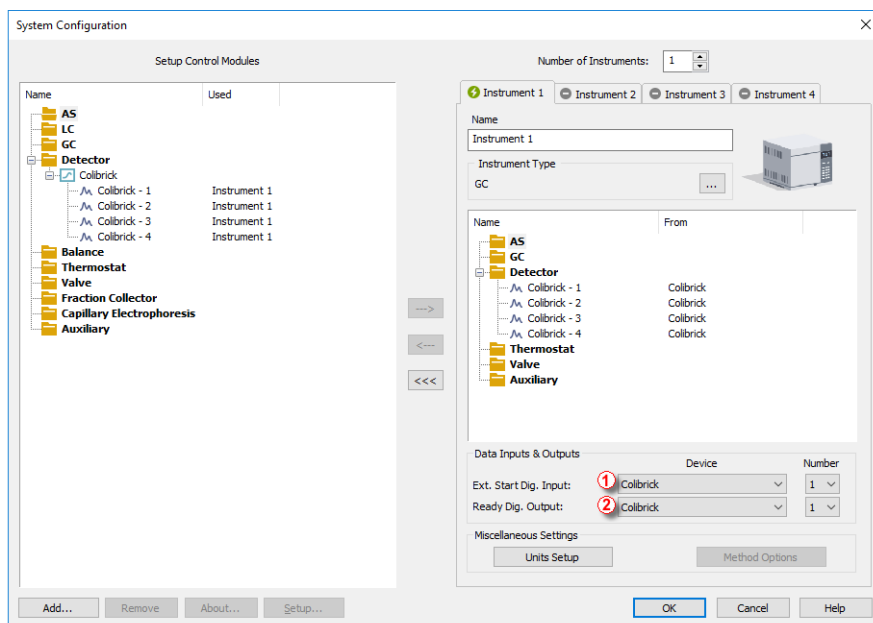 System Configuration
Setup Control Modules
Name Used
AS
LC
GC
Detector
Colibrick
Colibrick - 1 Instrument 1
Colibrick - 2 Instrument 1
Colibrick - 3 Instrument 1
Colibrick - 4 Instrument 1
Balance
Thermostat
Valve
Fraction Collector
Capillary Electrophoresis
Auxiliary
--->
<---
<<<
Number of Instruments: 1
Instrument 1 Instrument 2 Instrument 3 Instrument 4
Name
Instrument 1
Instrument Type
GC ...
Name From
AS
GC
Detector
Colibrick - 1 Colibrick
Colibrick - 2 Colibrick
Colibrick - 3 Colibrick
Colibrick - 4 Colibrick
Thermostat
Valve
Auxiliary
Data Inputs & Outputs
Device Number
Ext. Start Dig. Input: 1 Colibrick 1
Ready Dig. Output: 2 Colibrick 1
Miscellaneous Settings
Units Setup Method Options
Add... Remove About... Setup... OK Cancel Help